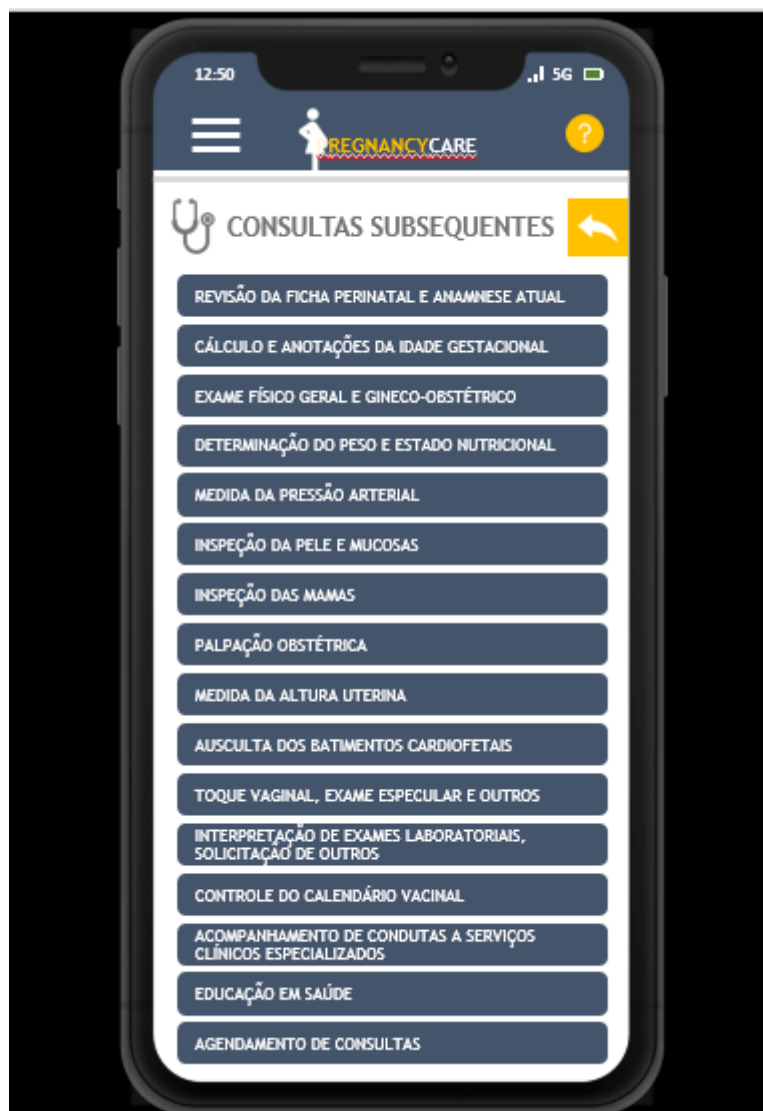 12:50
5G
?
PREGNANCYCARE
CONSULTAS SUBSEQUENTES
REVISÃO DA FICHA PERINATAL E ANAMNESE ATUAL
CÁLCULO E ANOTAÇÕES DA IDADE GESTACIONAL
EXAME FÍSICO GERAL E GINECO-OBSTÉTRICO
DETERMINAÇÃO DO PESO E ESTADO NUTRICIONAL
MEDIDA DA PRESSÃO ARTERIAL
INSPEÇÃO DA PELE E MUCOSAS
INSPEÇÃO DAS MAMAS
PALPAÇÃO OBSTÉTRICA
MEDIDA DA ALTURA UTERINA
AUSCULTA DOS BATIMENTOS CARDIOFETAIS
TOQUE VAGINAL, EXAME ESPECULAR E OUTROS
INTERPRETAÇÃO DE EXAMES LABORATORIAIS,
SOLICITAÇÃO DE OUTROS
CONTROLE DO CALENDÁRIO VACINAL
ACOMPANHAMENTO DE CONDUTAS A SERVIÇOS
CLÍNICOS ESPECIALIZADOS
EDUCAÇÃO EM SAÚDE
AGENDAMENTO DE CONSULTAS